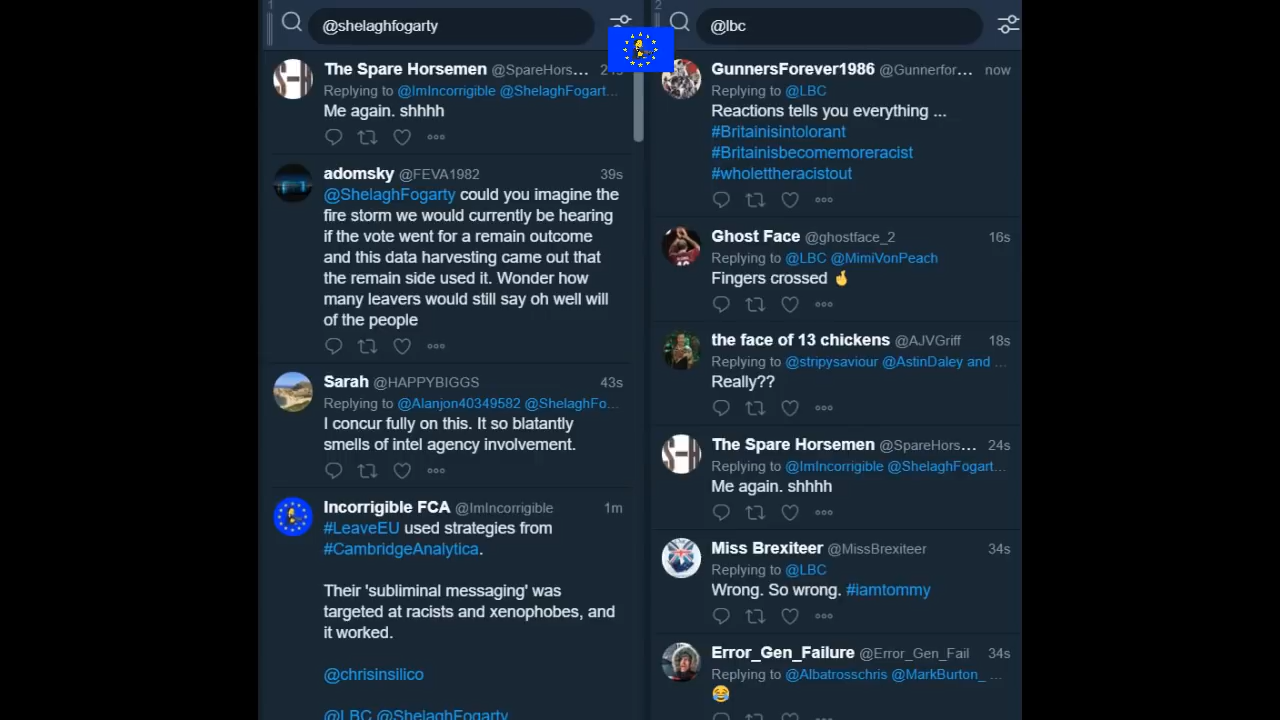 1
@shelaghfogarty
The Spare Horsemen @SpareHors...
Replying to @ImIncorrigible @ShelaghFogart...
Me again. shhhh
adomsky @FEVA1982 39s
@ShelaghFogarty could you imagine the
fire storm we would currently be hearing
if the vote went for a remain outcome
and this data harvesting came out that
the remain side used it. Wonder how
many leavers would still say oh well will
of the people
Sarah @HAPPYBIGGS 43s
Replying to @Alanjon40349582 @ShelaghFo...
I concur fully on this. It so blatantly
smells of intel agency involvement.
Incorrigible FCA @ImIncorrigible 1m
#LeaveEU used strategies from
#CambridgeAnalytica.
Their 'subliminal messaging' was
targeted at racists and xenophobes, and
it worked.
@chrisinsilico
@LBC @ShelaghFogarty
2
@lbc
GunnersForever1986 @Gunnerfor... now
Replying to @LBC
Reactions tells you everything ...
#Britainisintolorant
#Britainisbecomemoreracist
#wholettheracistout
Ghost Face @ghostface_2 16s
Replying to @LBC @MimiVonPeach
Fingers crossed
the face of 13 chickens @AJVGriff 18s
Replying to @stripysaviour @AstinDaley and ...
Really??
The Spare Horsemen @SpareHors... 24s
Replying to @ImIncorrigible @ShelaghFogart...
Me again. shhhh
Miss Brexiteer @MissBrexiteer 34s
Replying to @LBC
Wrong. So wrong. #iamtommy
Error_Gen_Failure @Error_Gen_Fail 34s
Replying to @Albatrosschris @MarkBurton_ ...